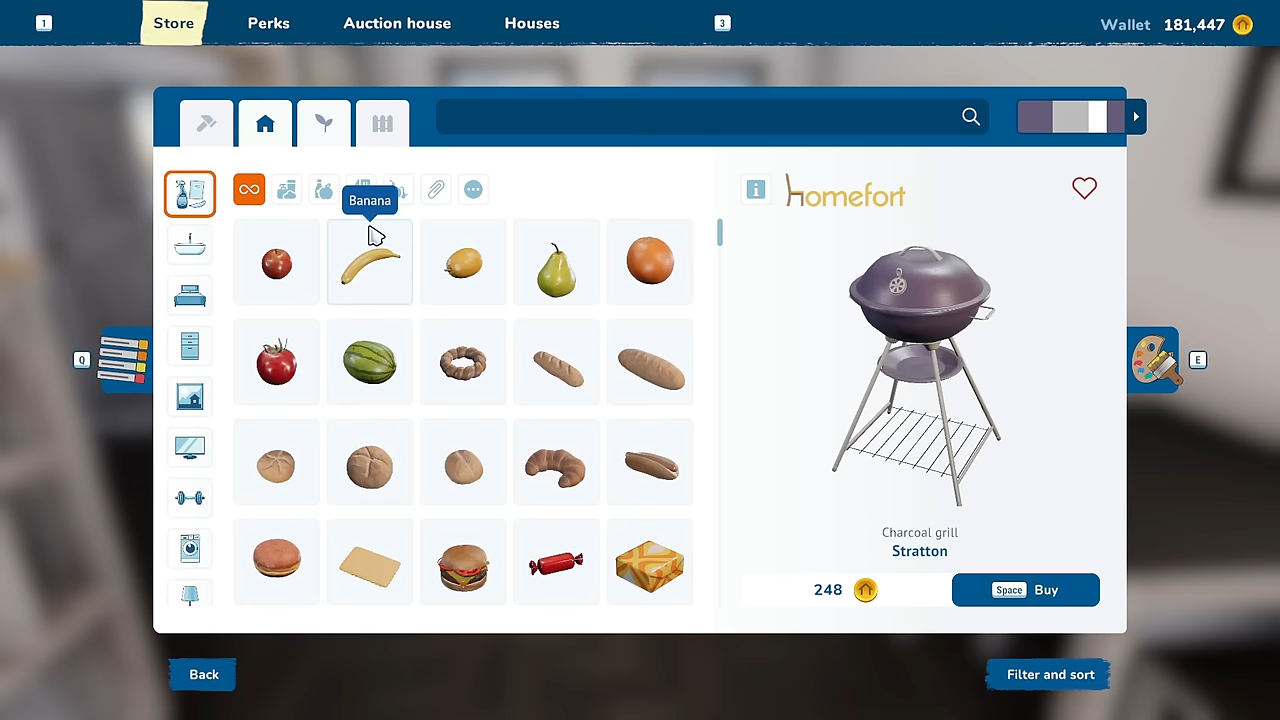 1 Store Perks Auction house Houses 3 Wallet 181,447
Banana
homefort
Q
E
Charcoal grill
Stratton
248 Space Buy
Back Filter and sort